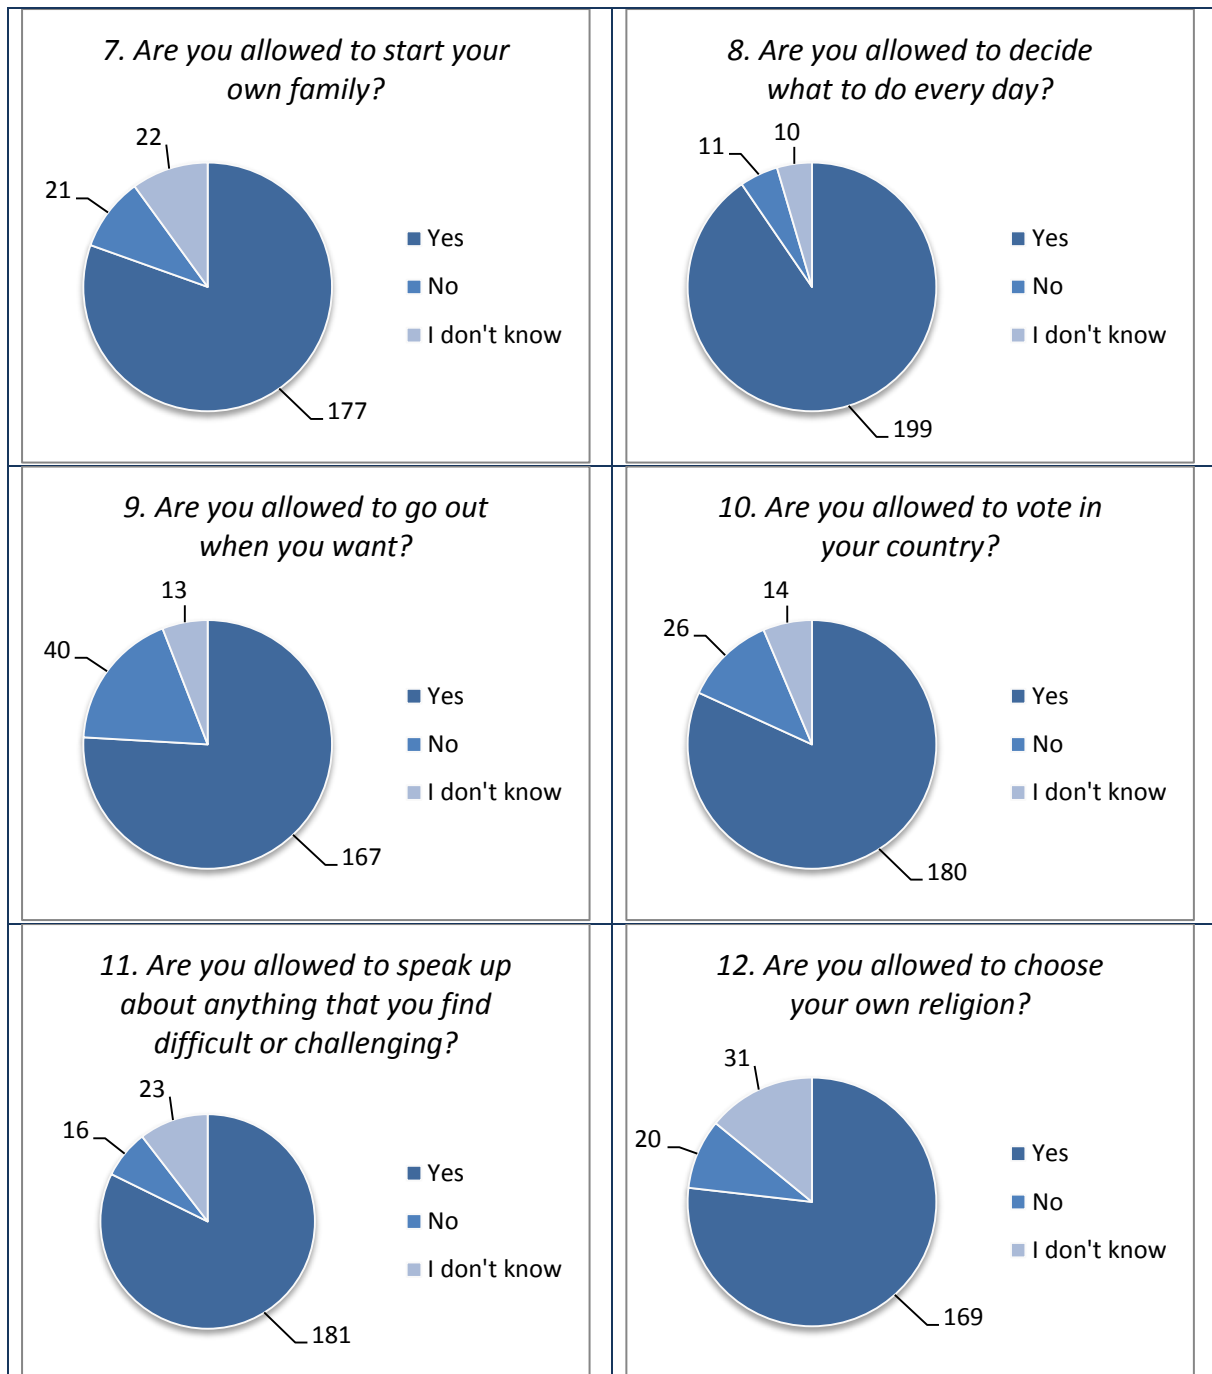 7. Are you allowed to start your
own family?
22
21
177
Yes
No
I don't know
8. Are you allowed to decide
what to do every day?
10
11
199
Yes
No
I don't know
9. Are you allowed to go out
when you want?
13
40
167
Yes
No
I don't know
10. Are you allowed to vote in
your country?
14
26
180
Yes
No
I don't know
11. Are you allowed to speak up
about anything that you find
difficult or challenging?
23
16
181
Yes
No
I don't know
12. Are you allowed to choose
your own religion?
31
20
169
Yes
No
I don't know